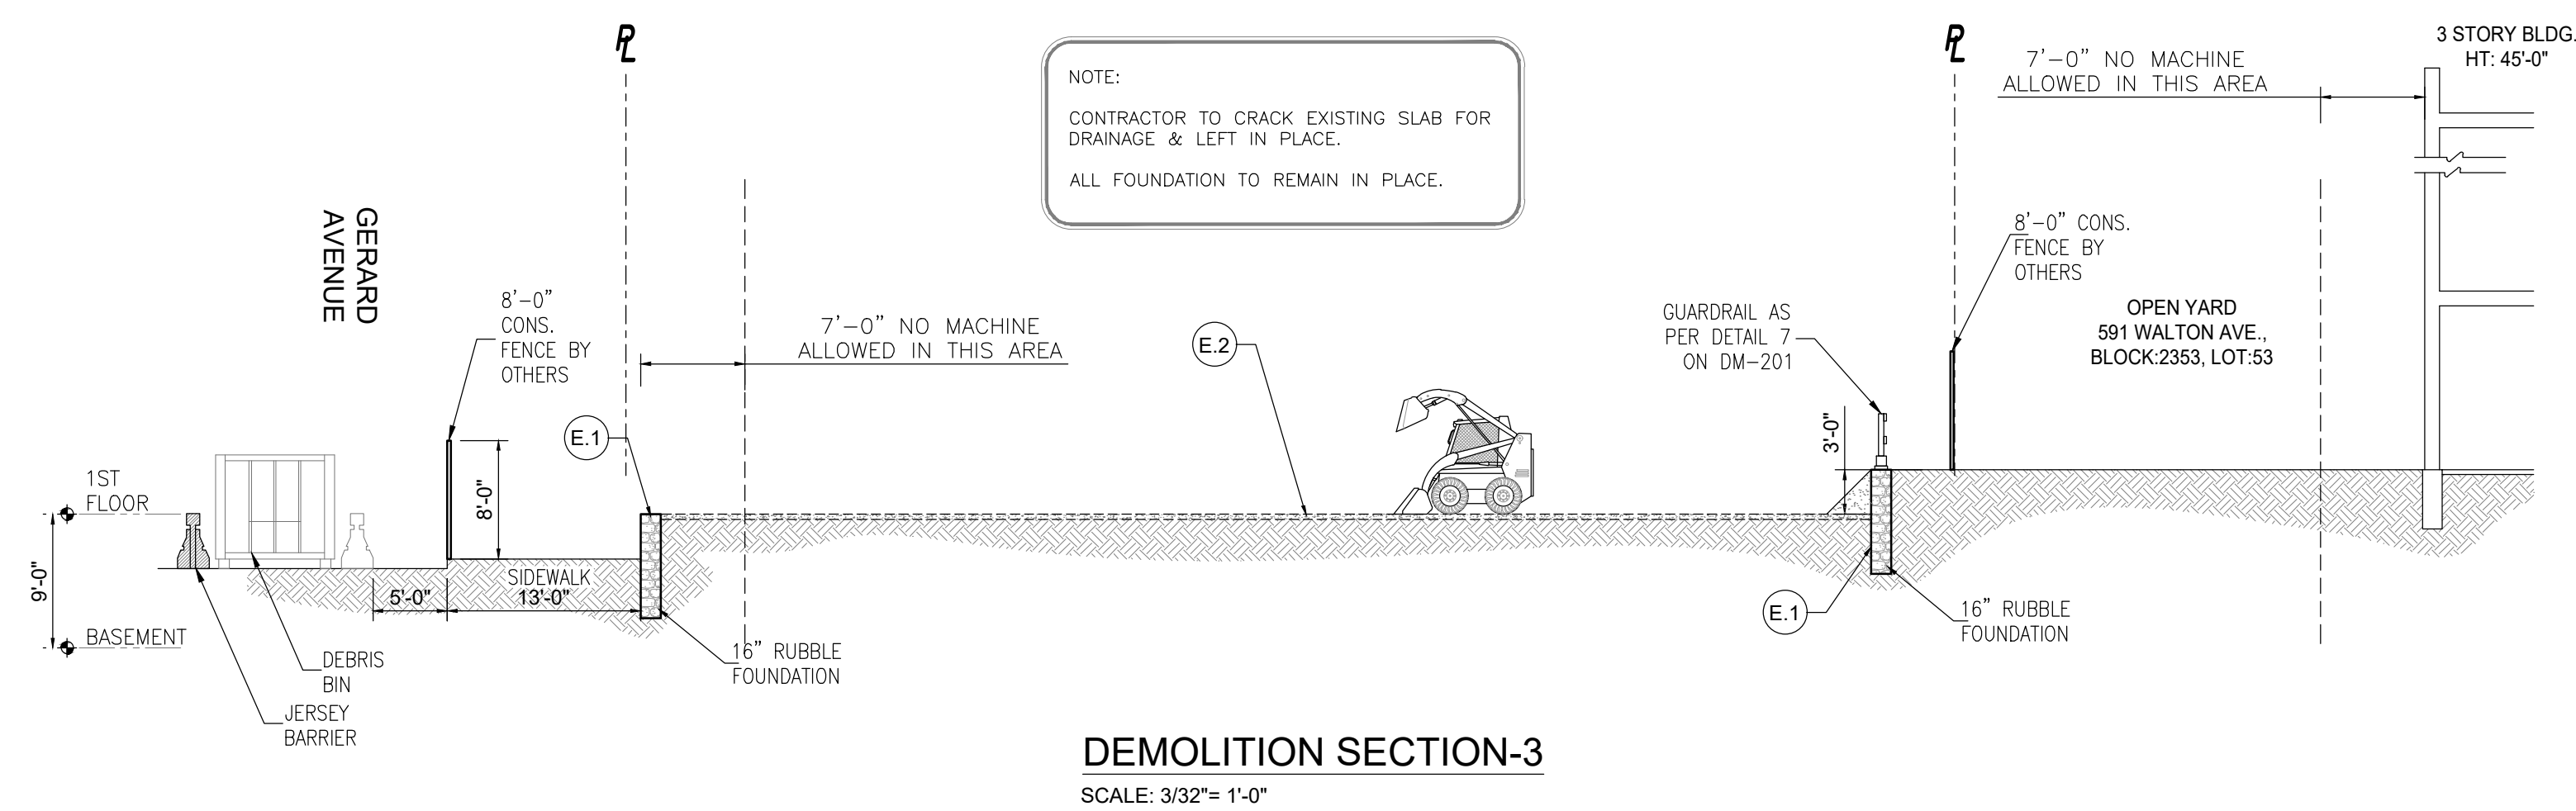 PL
PL
3 STORY BLDG.
HT: 45'-0"
7'-0" NO MACHINE
ALLOWED IN THIS AREA
NOTE:
CONTRACTOR TO CRACK EXISTING SLAB FOR
DRAINAGE & LEFT IN PLACE.
ALL FOUNDATION TO REMAIN IN PLACE.
GERARD
AVENUE
8'-0"
CONS.
FENCE BY
OTHERS
7'-0" NO MACHINE
ALLOWED IN THIS AREA
E.2
GUARDRAIL AS
PER DETAIL 7
ON DM-201
8'-0" CONS.
FENCE BY
OTHERS
OPEN YARD
591 WALTON AVE.,
BLOCK:2353, LOT:53
E.1
3'-0"
1ST
FLOOR
8'-0"
9'-0"
SIDEWALK
5'-0"
13'-0"
BASEMENT
DEBRIS
BIN
JERSEY
BARRIER
16" RUBBLE
FOUNDATION
E.1
16" RUBBLE
FOUNDATION
DEMOLITION SECTION-3
SCALE: 3/32"= 1'-0"